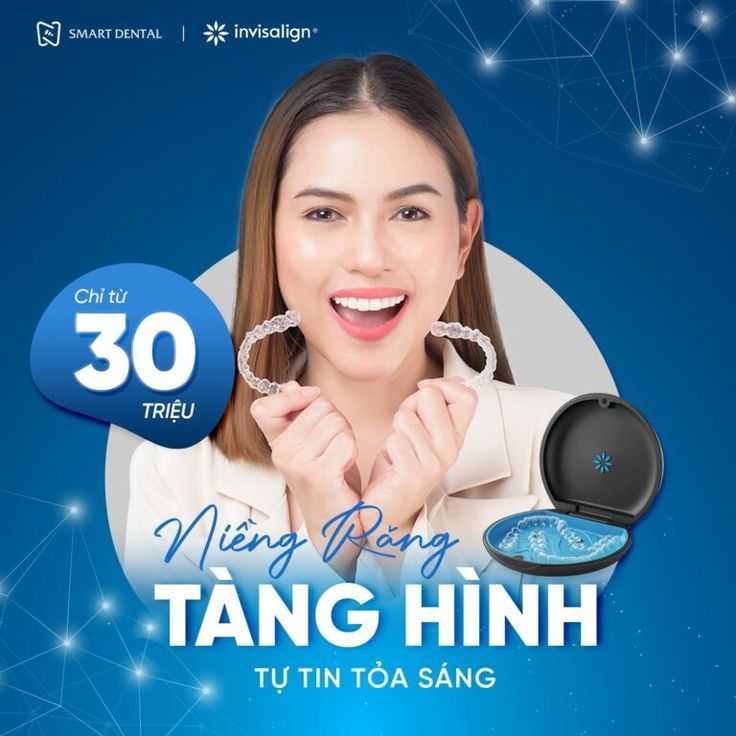 SMART DENTAL | invisalign®
Chỉ từ
30
TRIỆU
Niềng Răng
TÀNG HÌNH
TỰ TIN TỎA SÁNG